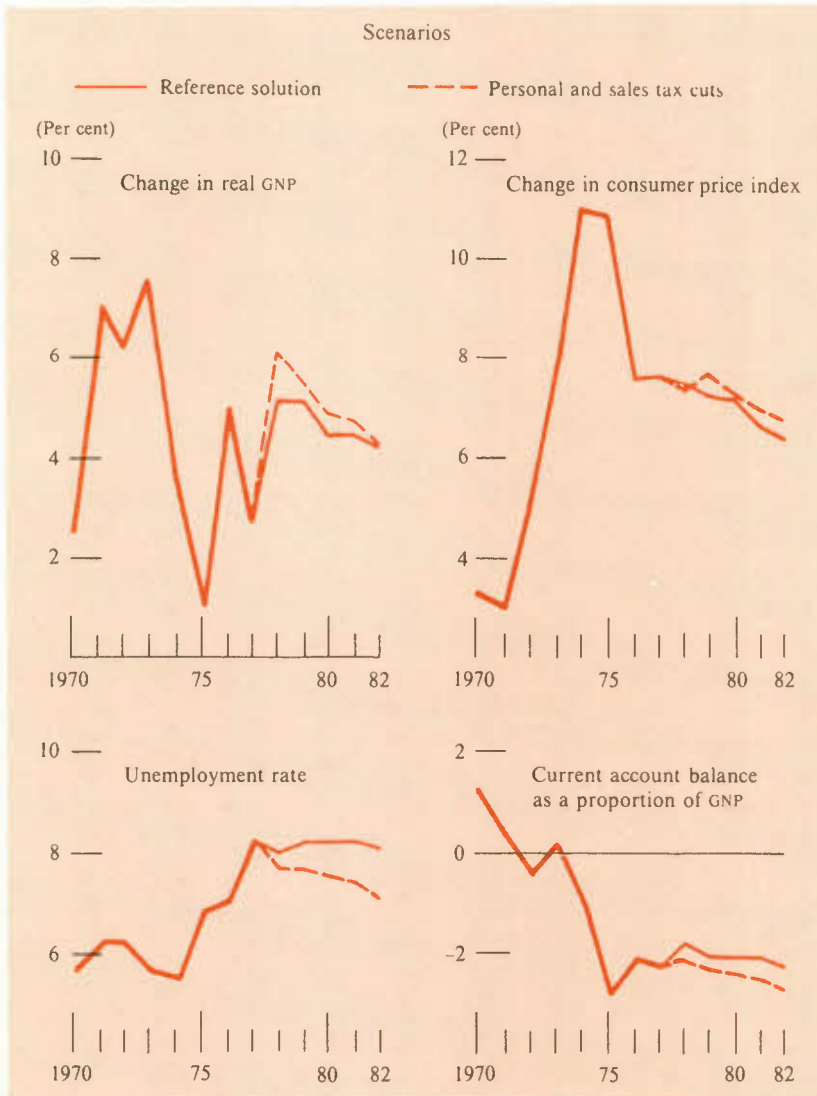 Scenarios
Reference solution
Personal and sales tax cuts
(Per cent)
10
Change in real GNP
8
6
4
2
1970 75 80 82
(Per cent)
12
Change in consumer price index
10
8
6
4
1970 75 80 82
10
Unemployment rate
8
6
1970 75 80 82
2
Current account balance
as a proportion of GNP
0
-2
1970 75 80 82